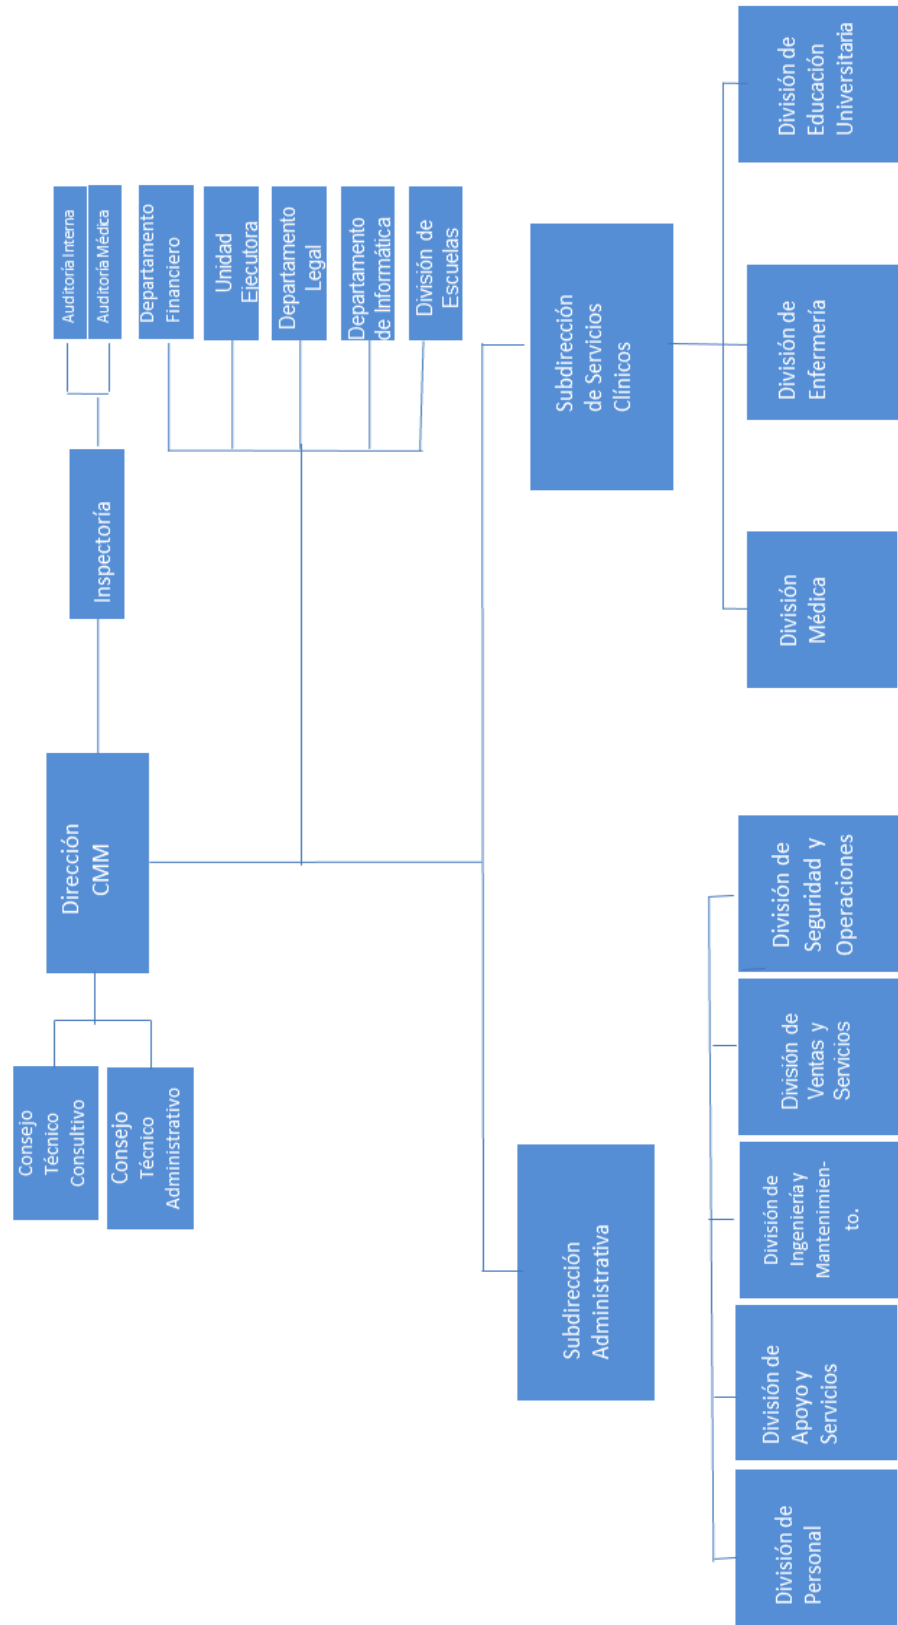 Consejo
Técnico
Consultivo
Consejo
Técnico
Administrativo
Dirección
CMM
Inspectoría
Auditoría Interna
Auditoría Médica
Departamento
Financiero
Unidad
Ejecutora
Departamento
Legal
Departamento
de Informática
División de
Escuelas
Subdirección
Administrativa
Subdirección
de Servicios
Clínicos
División de
Personal
División de
Apoyo y
Servicios
División de
Ingeniería y
Mantenimien-
to.
División de
Ventas y
Servicios
División de
Seguridad y
Operaciones
División
Médica
División de
Enfermería
División de
Educación
Universitaria